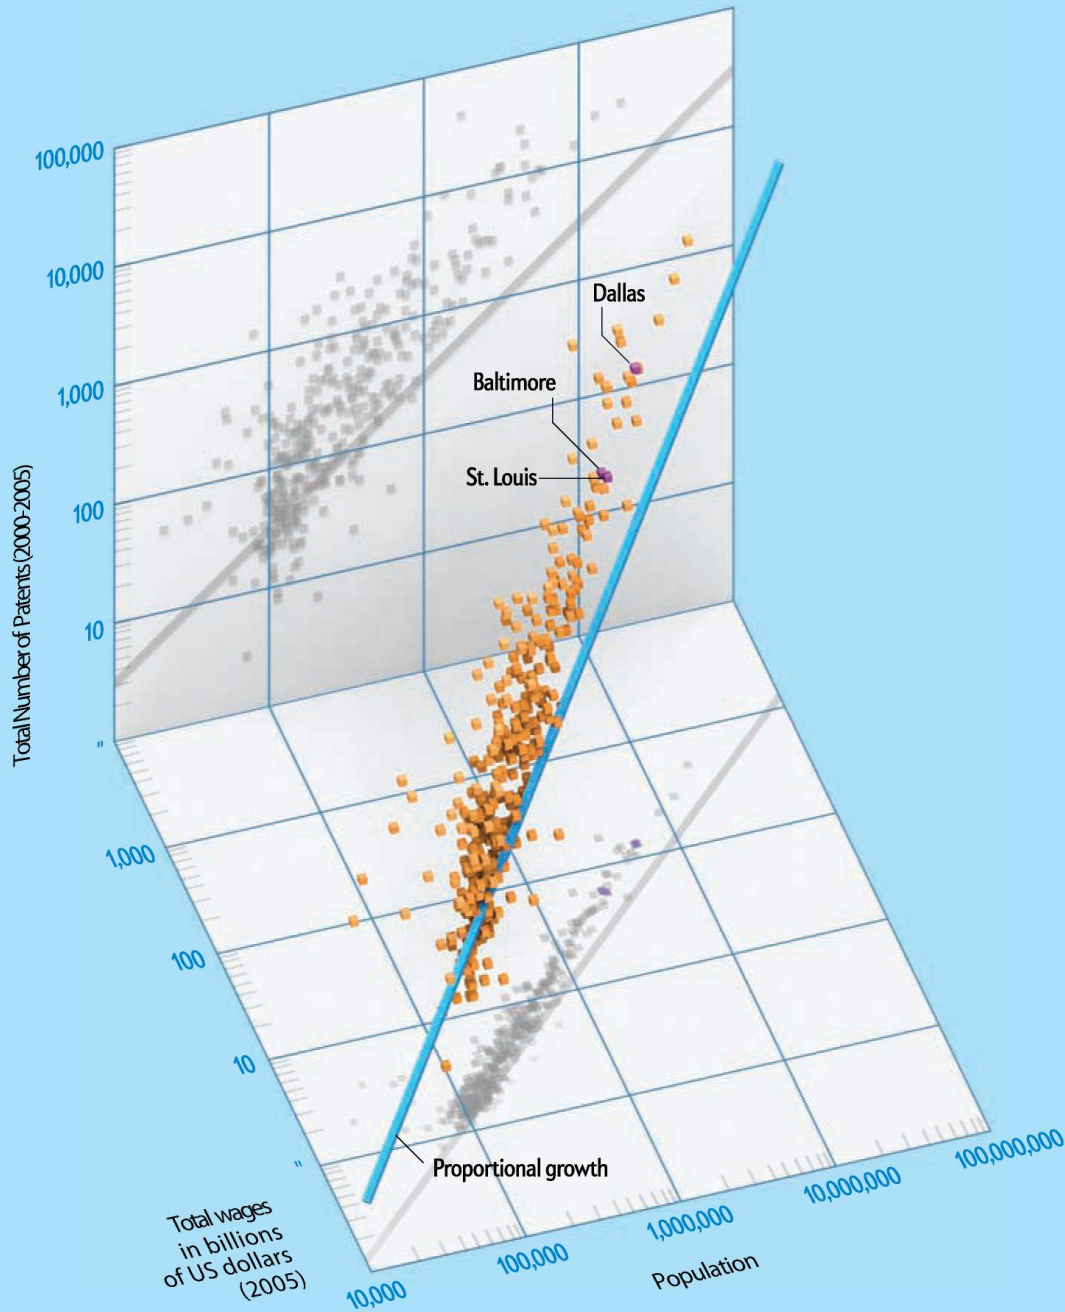 100,000
10,000
1,000
100
10
"
Total Number of Patents (2000-2005)
Dallas
Baltimore
St. Louis
1,000
100
10
"
Total wages
in billions
of US dollars
(2005)
Proportional growth
10,000
100,000
1,000,000
10,000,000
100,000,000
Population